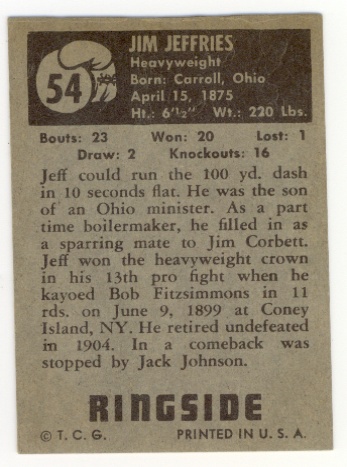 54
JIM JEFFRIES
Heavyweight
Born: Carroll, Ohio
April 15, 1875
Ht.: 6'½" Wt.: 220 Lbs.
Bouts: 23 Won: 20 Lost: 1
Draw: 2 Knockouts: 16
Jeff could run the 100 yd. dash
in 10 seconds flat. He was the son
of an Ohio minister. As a part
time boilermaker, he filled in as
a sparring mate to Jim Corbett.
Jeff won the heavyweight crown
in his 13th pro fight when he
kayoed Bob Fitzsimmons in 11
rds. on June 9, 1899 at Coney
Island, NY. He retired undefeated
in 1904. In a comeback was
stopped by Jack Johnson.
RINGSIDE
© T. C. G. PRINTED IN U. S. A.